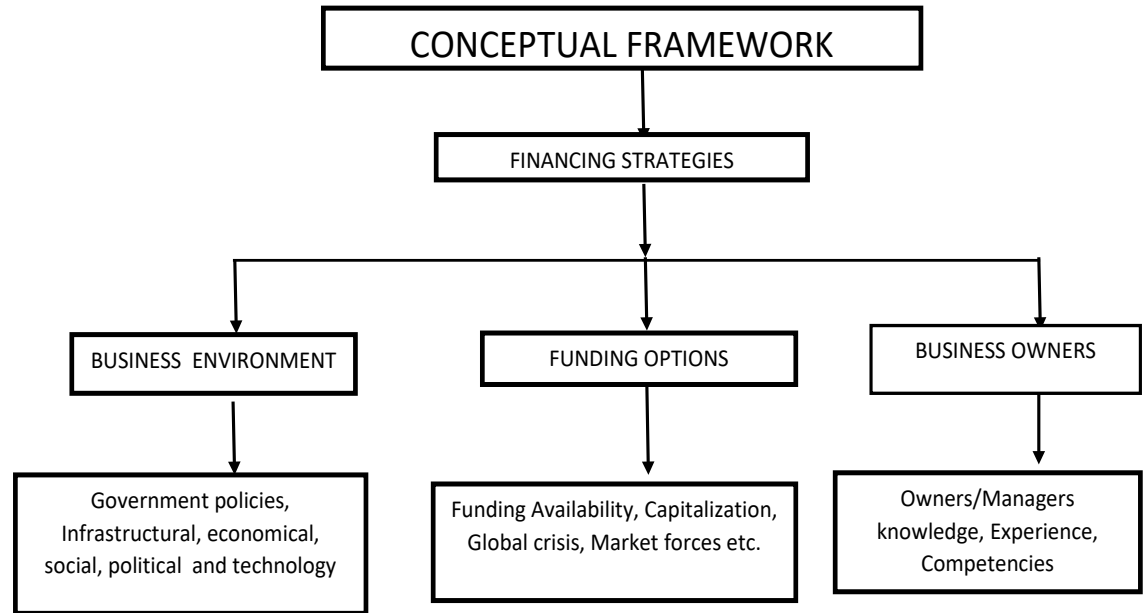 CONCEPTUAL FRAMEWORK
FINANCING STRATEGIES
BUSINESS ENVIRONMENT
FUNDING OPTIONS
BUSINESS OWNERS
Government policies,
Infrastructural, economical,
social, political and technology
Funding Availability, Capitalization,
Global crisis, Market forces etc.
Owners/Managers
knowledge, Experience,
Competencies